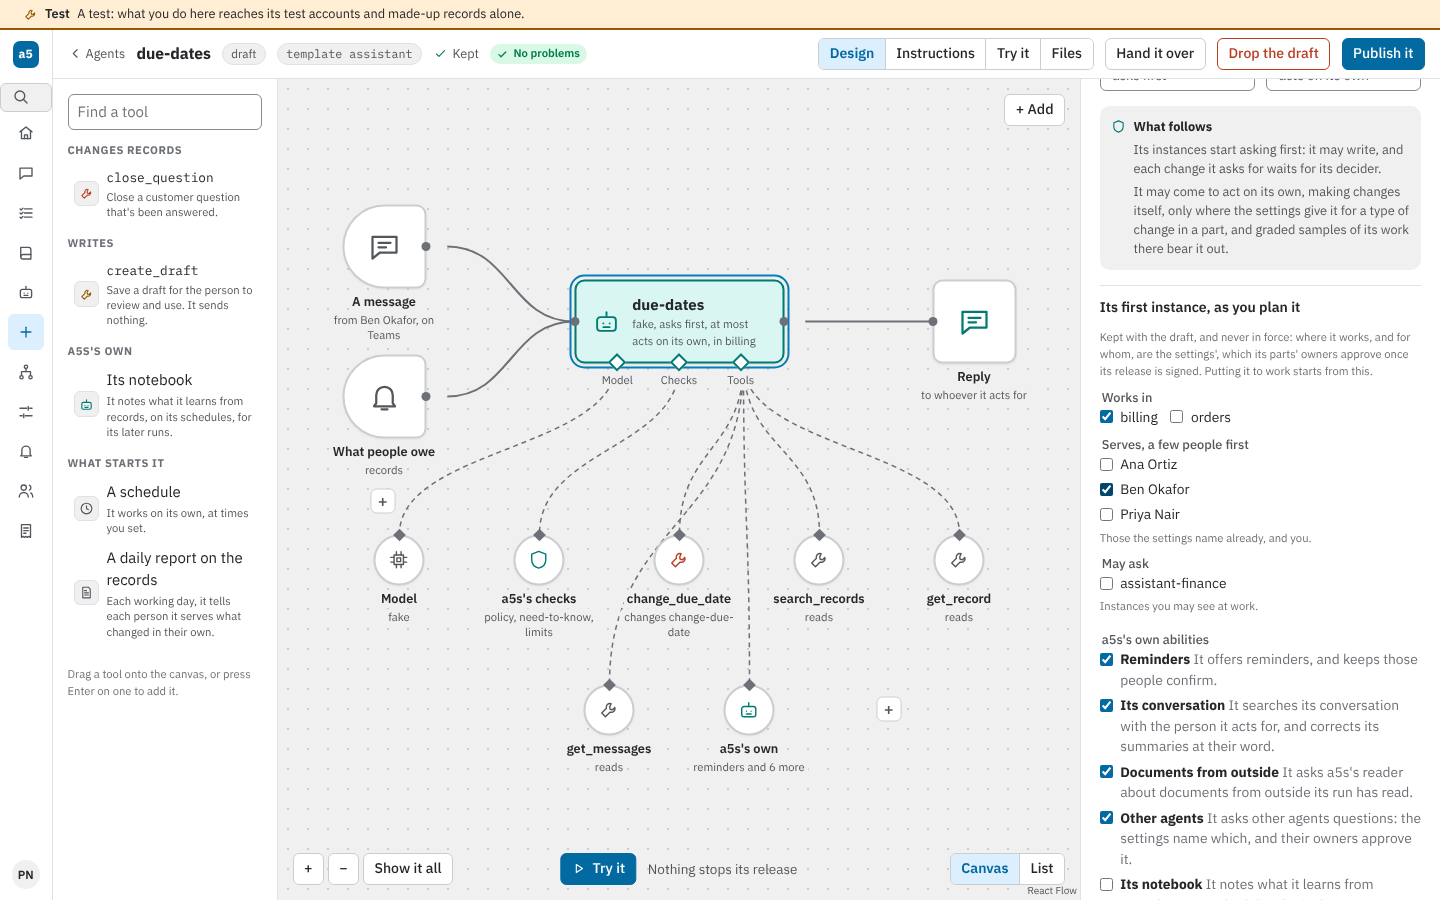 Test A test: what you do here reaches its test accounts and made-up records alone.
a5
Agents
due-dates
draft
template assistant
Kept
No problems
Design
Instructions
Try it
Files
Hand it over
Drop the draft
Publish it
Find a tool
CHANGES RECORDS
close_question
Close a customer question
that's been answered.
WRITES
create_draft
Save a draft for the person to
review and use. It sends
nothing.
A5S'S OWN
Its notebook
It notes what it learns from
records, on its schedules, for
its later runs.
WHAT STARTS IT
A schedule
It works on its own, at times
you set.
A daily report on the
records
Each working day, it tells
each person it serves what
changed in their own.
Drag a tool onto the canvas, or press
Enter on one to add it.
PN
+ Add
A message
from Ben Okafor, on
Teams
What people owe
records
due-dates
fake, asks first, at most
acts on its own, in billing
Model
Checks
Tools
Reply
to whoever it acts for
+
Model
fake
a5s's checks
policy, need-to-know,
limits
change_due_date
changes change-due-
date
search_records
reads
get_record
reads
get_messages
reads
a5s's own
reminders and 6 more
+
+
−
Show it all
Try it
Nothing stops its release
Canvas
List
React Flow
What follows
Its instances start asking first: it may write, and
each change it asks for waits for its decider.
It may come to act on its own, making changes
itself, only where the settings give it for a type of
change in a part, and graded samples of its work
there bear it out.
Its first instance, as you plan it
Kept with the draft, and never in force: where it works, and for
whom, are the settings', which its parts' owners approve once
its release is signed. Putting it to work starts from this.
Works in
billing
orders
Serves, a few people first
Ana Ortiz
Ben Okafor
Priya Nair
Those the settings name already, and you.
May ask
assistant-finance
Instances you may see at work.
a5s's own abilities
Reminders It offers reminders, and keeps those
people confirm.
Its conversation It searches its conversation
with the person it acts for, and corrects its
summaries at their word.
Documents from outside It asks a5s's reader
about documents from outside its run has read.
Other agents It asks other agents questions: the
settings name which, and their owners approve
it.
Its notebook It notes what it learns from